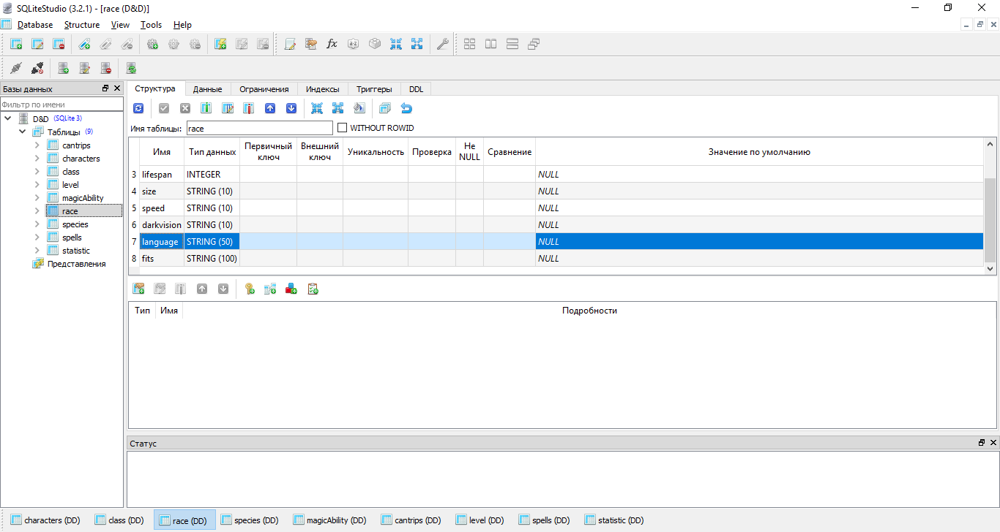 SQLiteStudio (3.2.1) - [race (D&D)]
Database Structure View Tools Help
Базы данных
Фильтр по имени
D&D (SQLite 3)
Таблицы (9)
cantrips
characters
class
level
magicAbility
race
species
spells
statistic
Представления
Структура Данные Ограничения Индексы Триггеры DDL
Имя таблицы: race WITHOUT ROWID
Имя Тип данных Первичный ключ Внешний ключ Уникальность Проверка Не NULL Сравнение Значение по умолчанию
3 lifespan INTEGER NULL
4 size STRING (10) NULL
5 speed STRING (10) NULL
6 darkvision STRING (10) NULL
7 language STRING (50) NULL
8 fits STRING (100) NULL
Тип Имя Подробности
Статус
characters (DD) class (DD) race (DD) species (DD) magicAbility (DD) cantrips (DD) level (DD) spells (DD) statistic (DD)